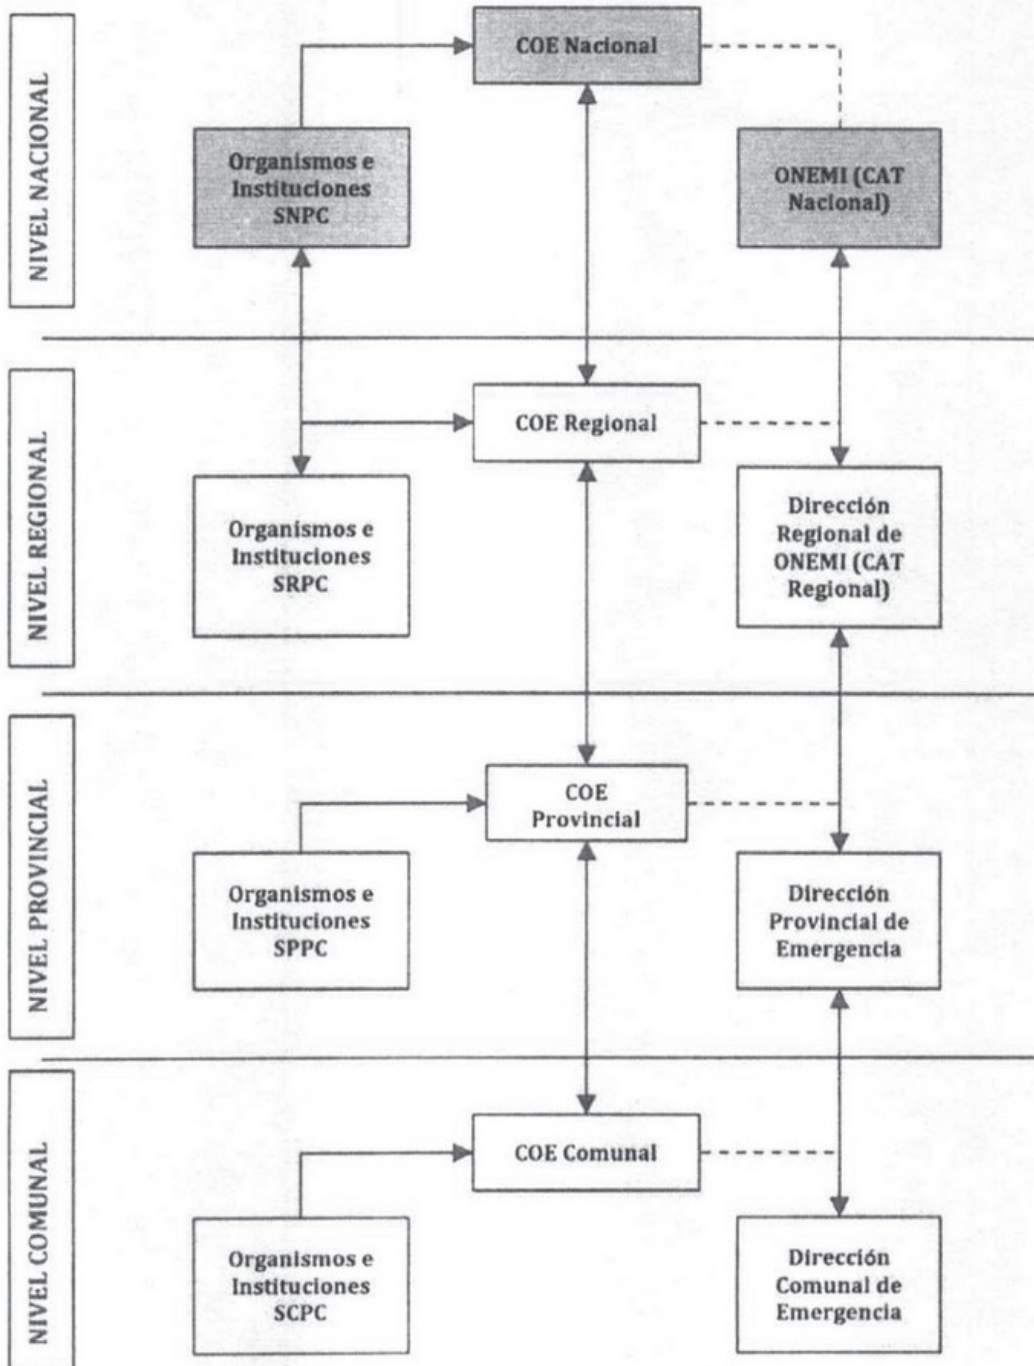 NIVEL NACIONAL
COE Nacional
Organismos e
Instituciones
SNPC
ONEMI (CAT
Nacional)
NIVEL REGIONAL
COE Regional
Organismos e
Instituciones
SRPC
Dirección
Regional de
ONEMI (CAT
Regional)
NIVEL PROVINCIAL
COE
Provincial
Organismos e
Instituciones
SPPC
Dirección
Provincial de
Emergencia
NIVEL COMUNAL
COE Comunal
Organismos e
Instituciones
SCPC
Dirección
Comunal de
Emergencia